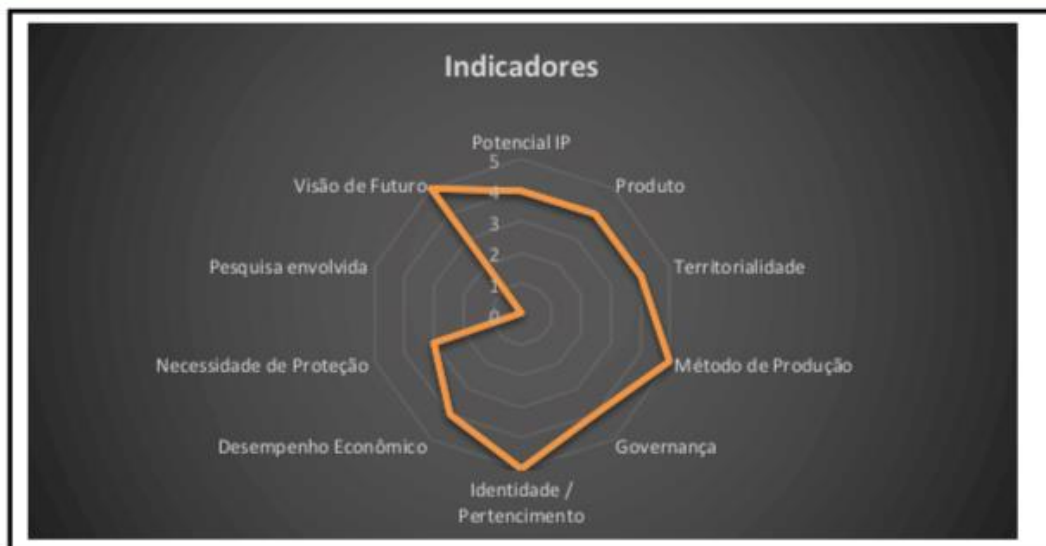 Indicadores
Potencial IP
5
Visão de Futuro
Produto
4
3
Pesquisa envolvida
Territorialidade
2
1
0
Necessidade de Proteção
Método de Produção
Desempenho Econômico
Governança
Identidade /
Pertencimento